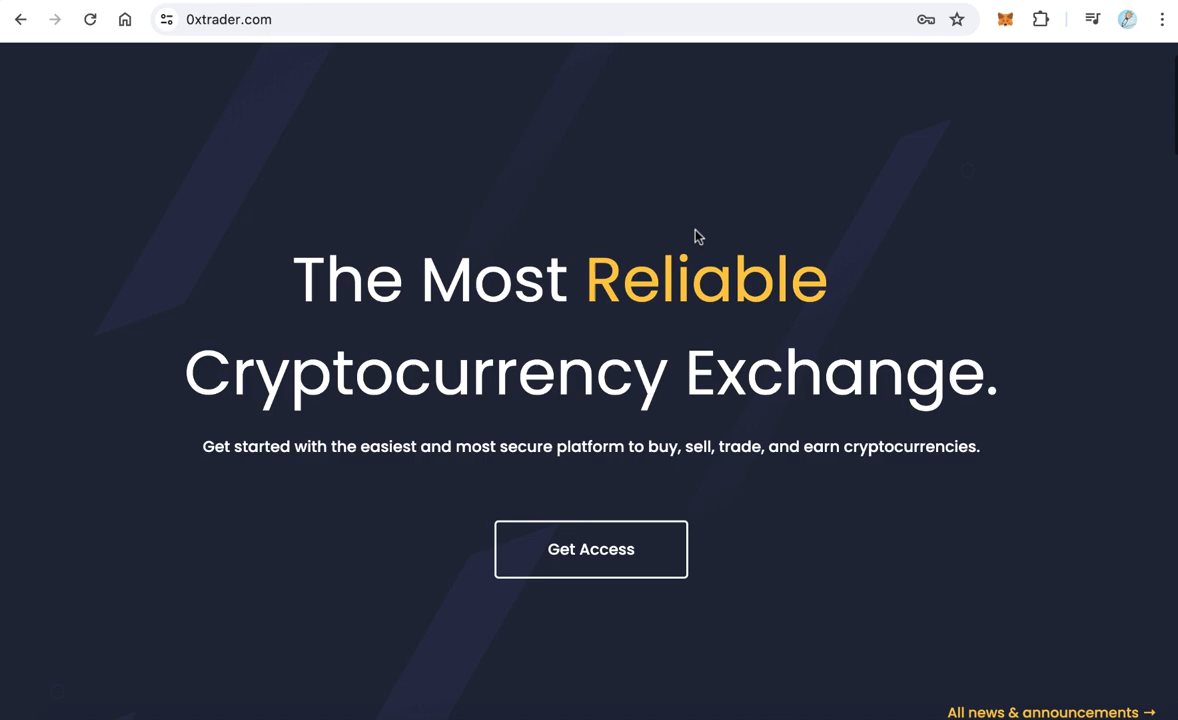 0xtrader.com
The Most Reliable
Cryptocurrency Exchange.
Get started with the easiest and most secure platform to buy, sell, trade, and earn cryptocurrencies.
Get Access
All news & announcements →